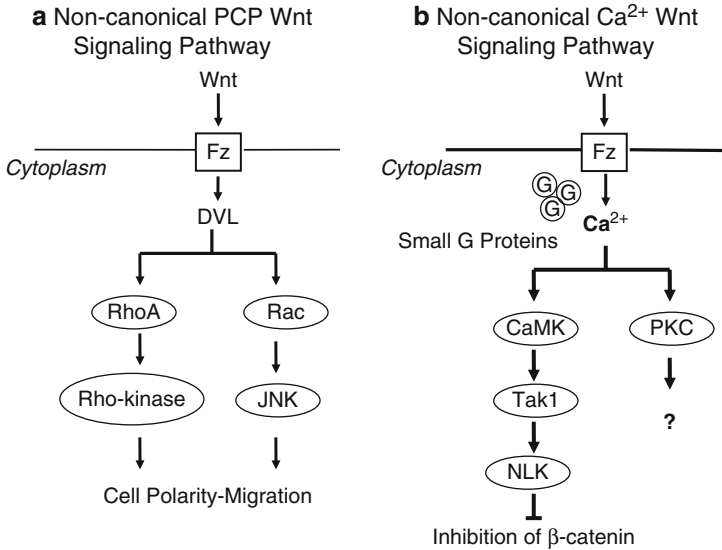 a Non-canonical PCP Wnt
Signaling Pathway
Wnt
Fz
Cytoplasm
DVL
RhoA
Rac
Rho-kinase
JNK
Cell Polarity-Migration
b Non-canonical Ca²⁺ Wnt
Signaling Pathway
Wnt
Fz
Cytoplasm
G
G
G
Ca²⁺
Small G Proteins
CaMK
PKC
Tak1
?
NLK
Inhibition of β-catenin